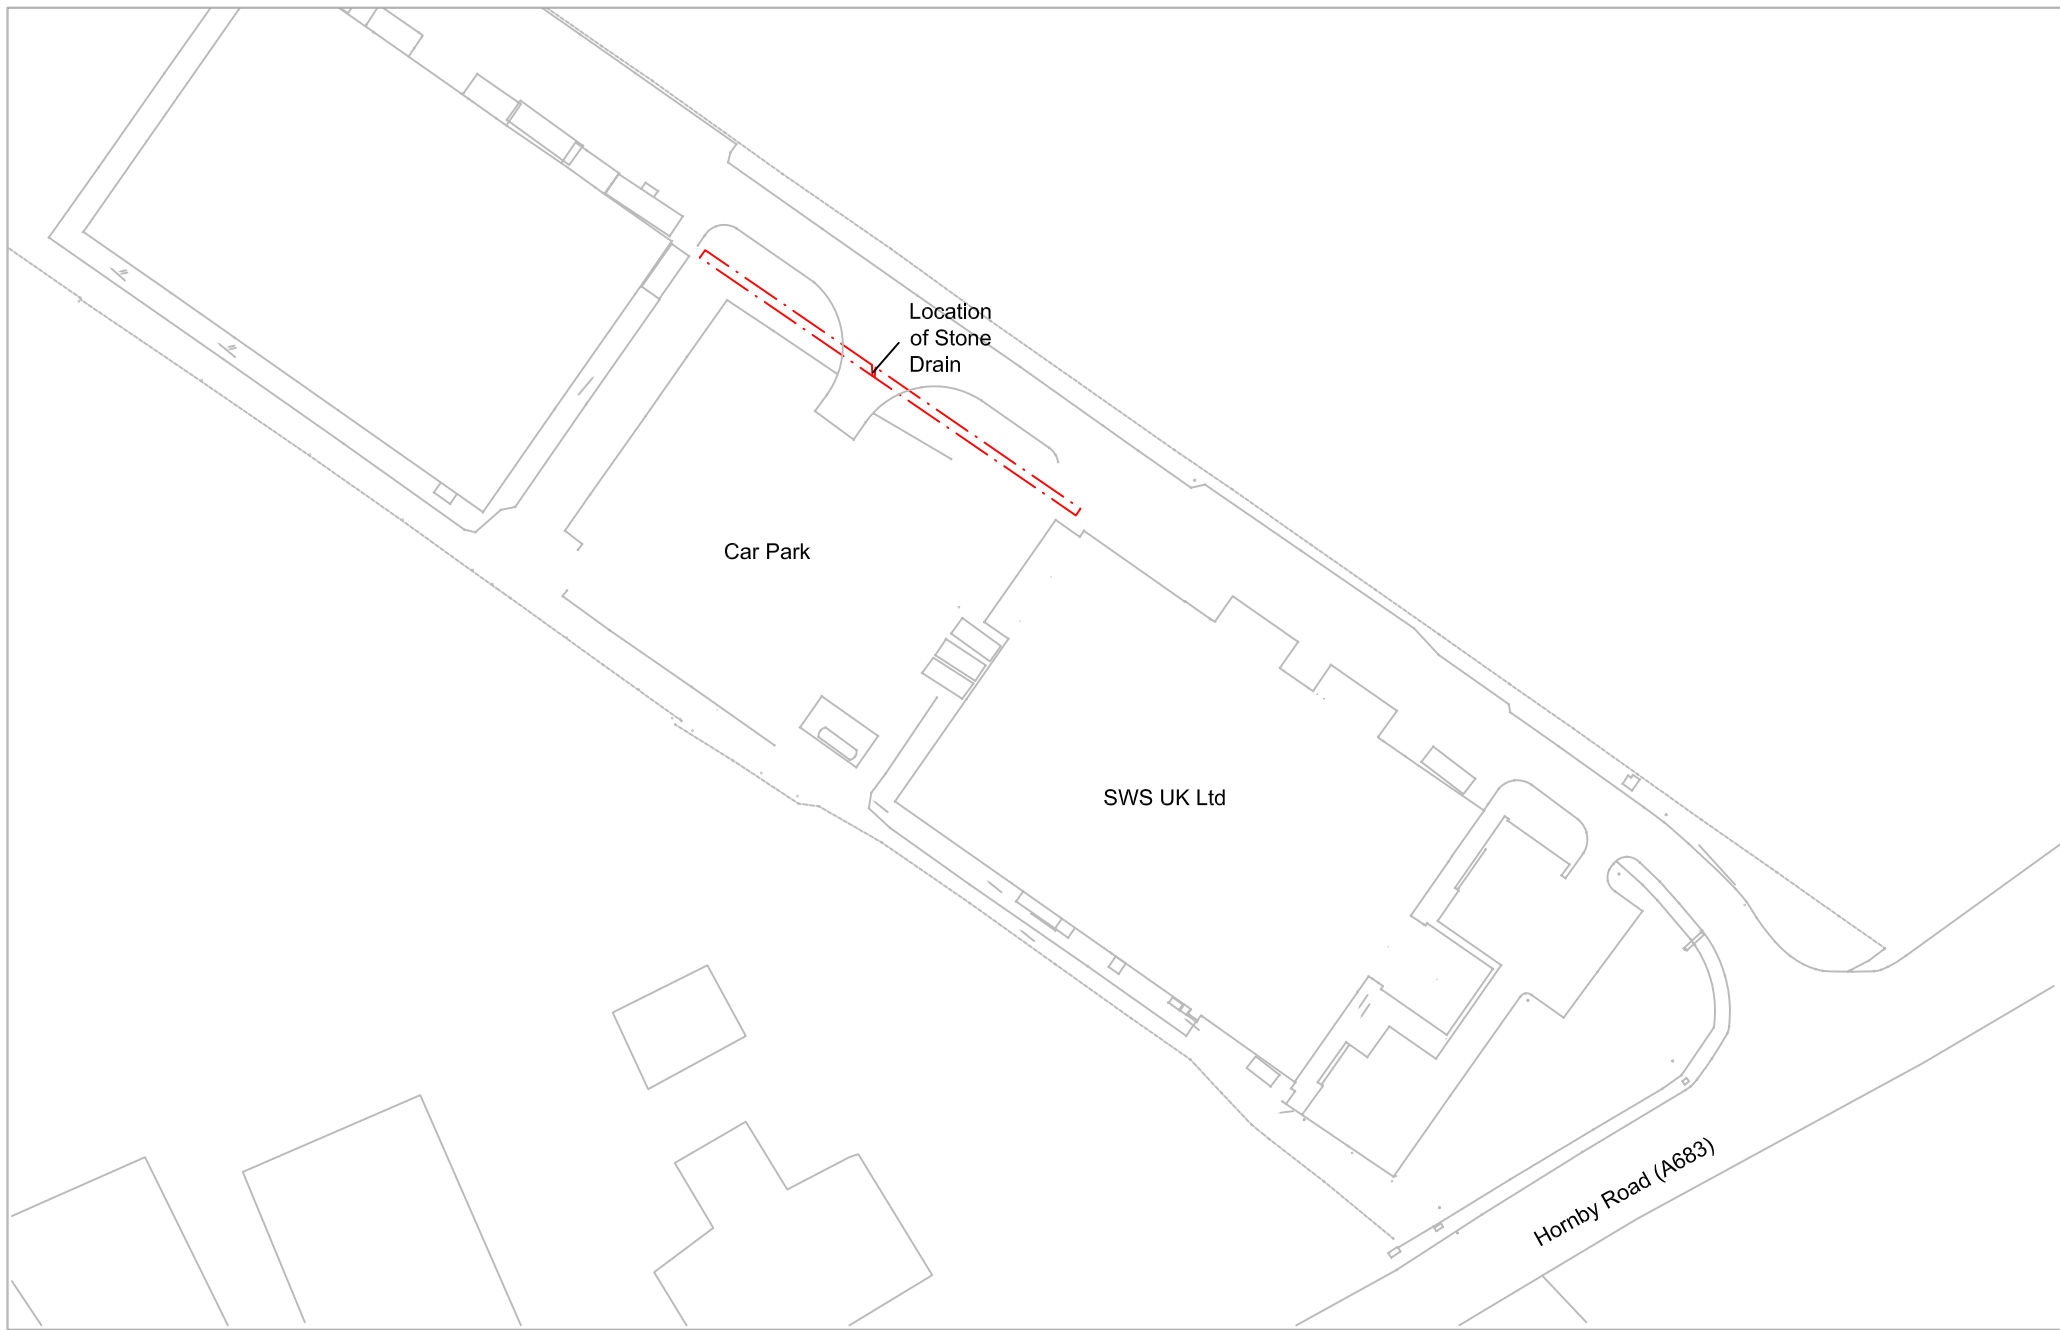 Location
of Stone
Drain
Car Park
SWS UK Ltd
Hornby Road (A683)